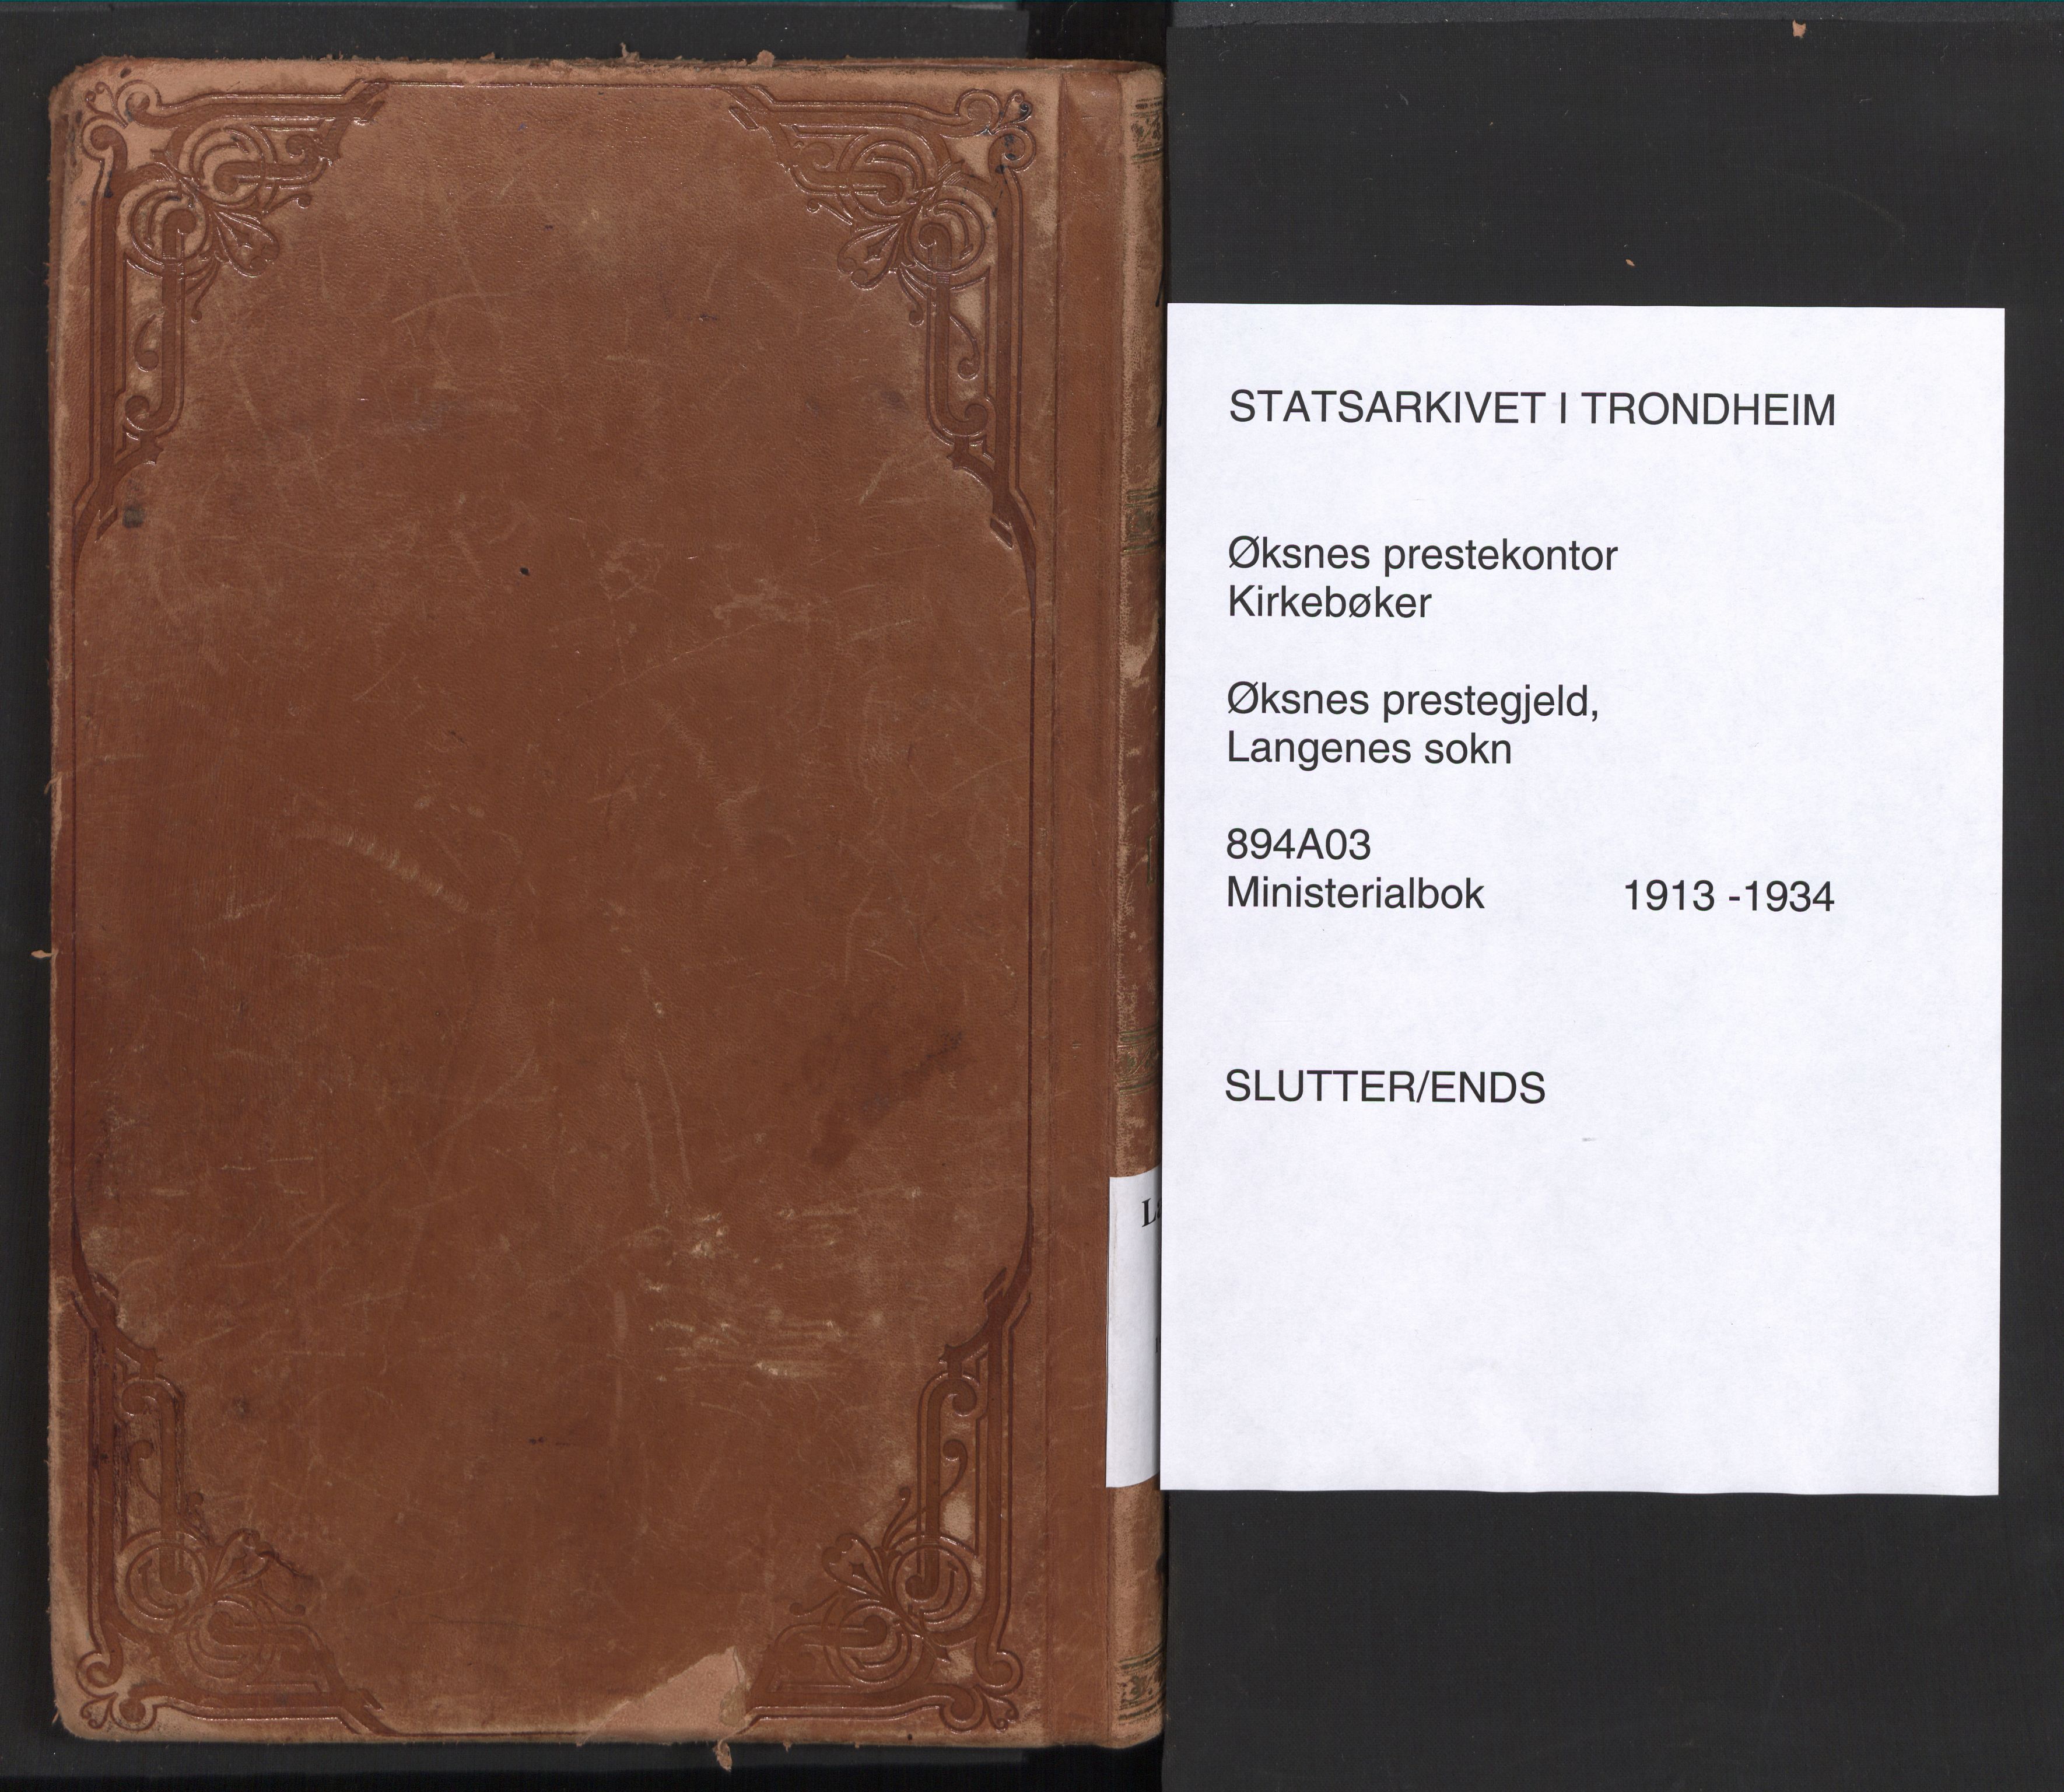 STATSARKIVET I TRONDHEIM
Øksnes prestekontor
Kirkebøker
Øksnes prestegjeld,
Langenes sokn
894A03
Ministerialbok 1913 -1934
SLUTTER/ENDS